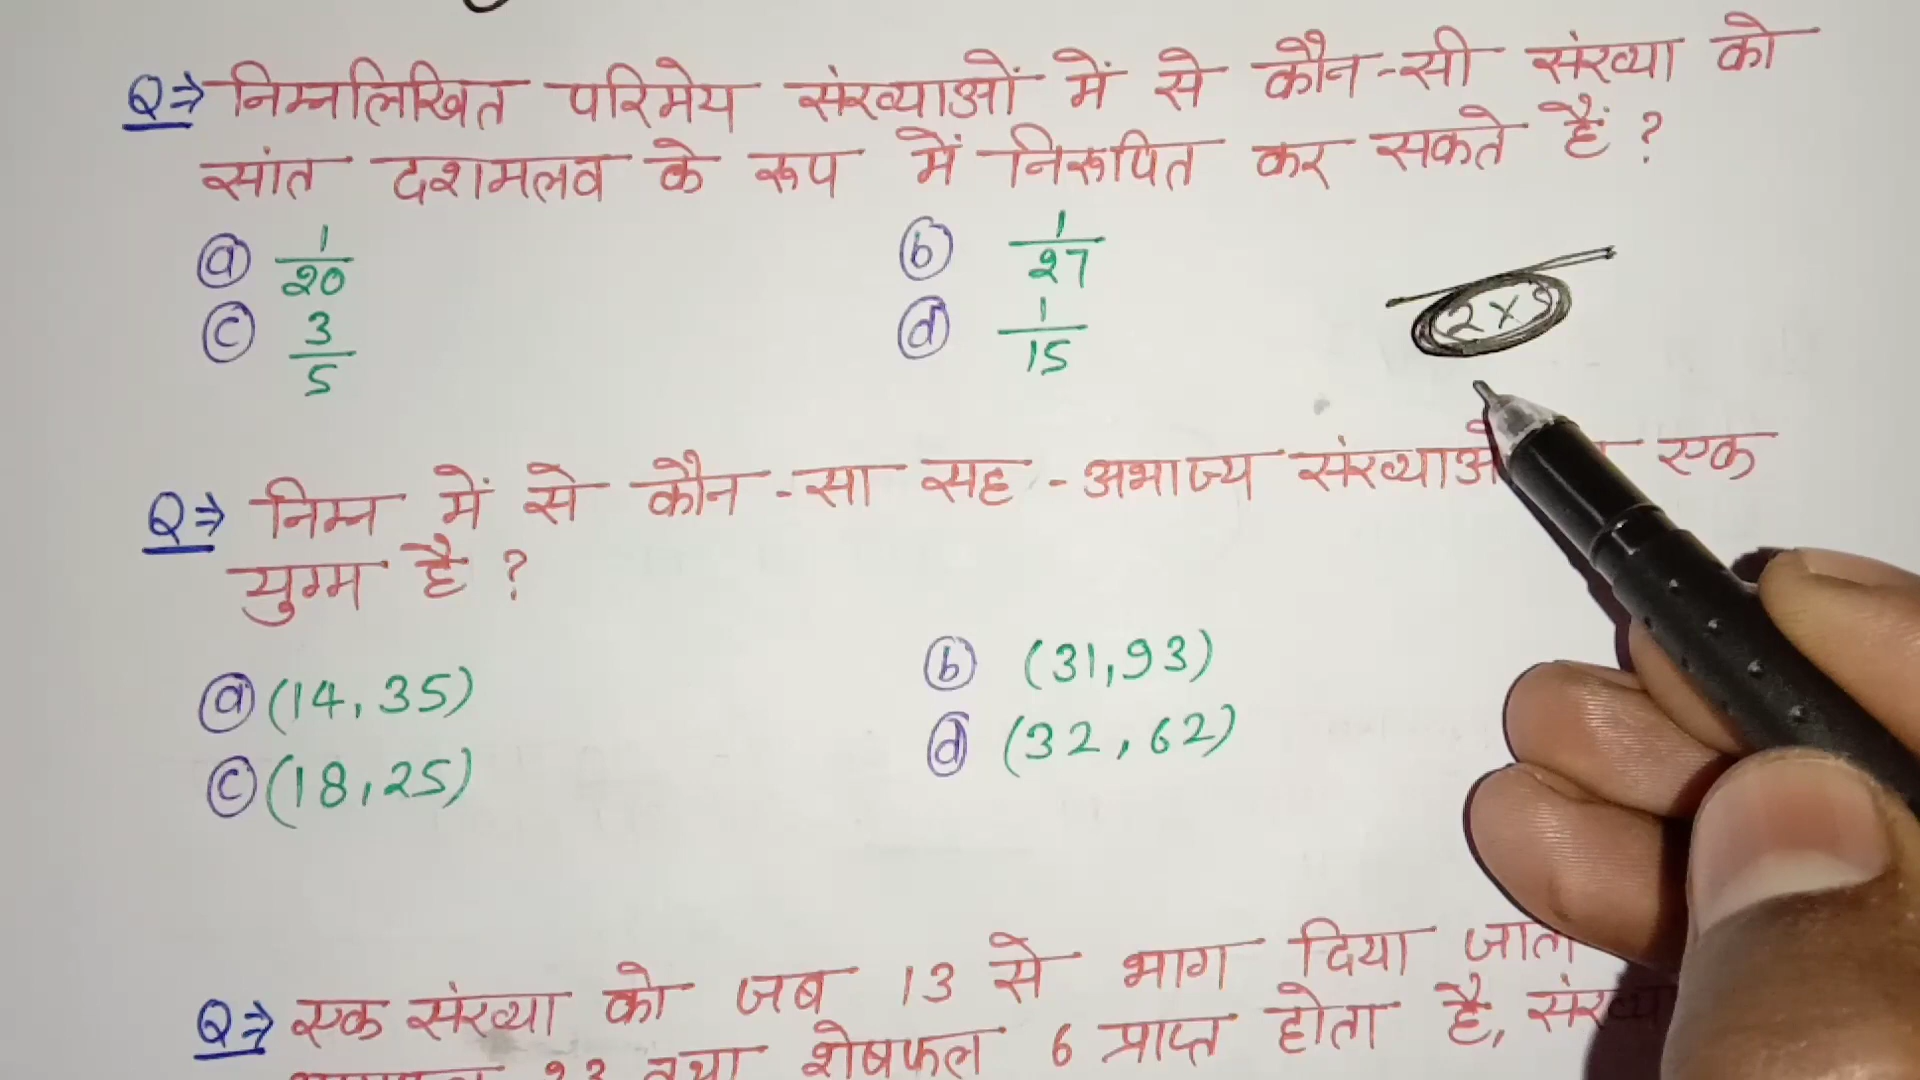 Q⇒ निम्नलिखित परिमेय संख्याओं में से कौन-सी संख्या को
सांत दशमलव के रूप में निरूपित कर सकते हैं ?
ⓐ 1/20 ⓑ 1/27
ⓒ 3/5 ⓓ 1/15
2×5
Q⇒ निम्न में से कौन-सा सह-अभाज्य एक
युग्म है ?
ⓐ (14, 35) ⓑ (31, 93)
ⓒ (18, 25) ⓓ (32, 62)
Q⇒ एक संख्या को जब 13 से भाग दिया
तथा शेषफल 6 प्राप्त होता है,